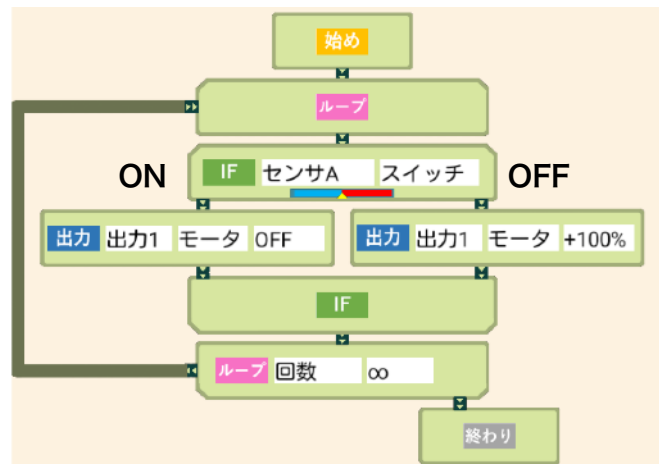 始め
ループ
ON IF センサA スイッチ OFF
出力 出力1 モータ OFF
出力 出力1 モータ +100%
IF
ループ 回数 ∞
終わり